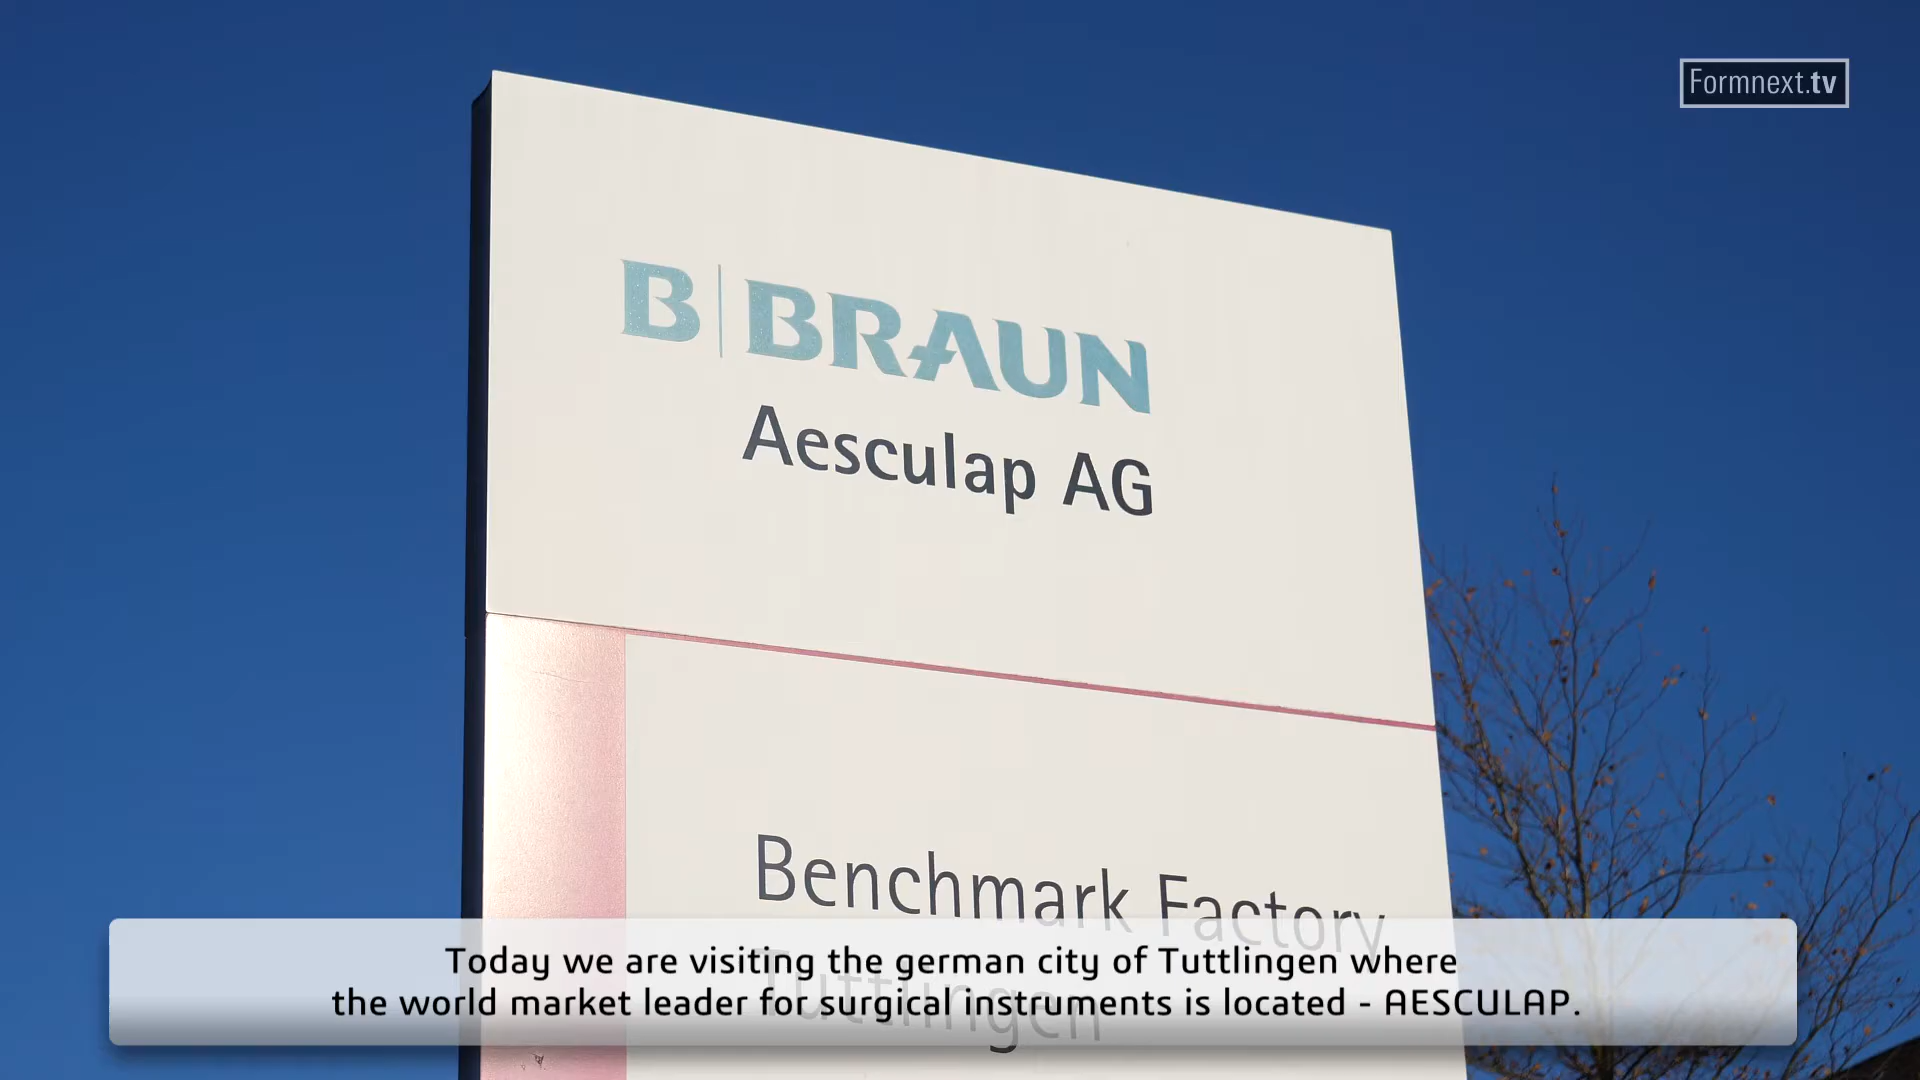 Formnext.tv
B|BRAUN
Aesculap AG
Benchmark Factory
Tuttlingen
Today we are visiting the german city of Tuttlingen where
the world market leader for surgical instruments is located - AESCULAP.